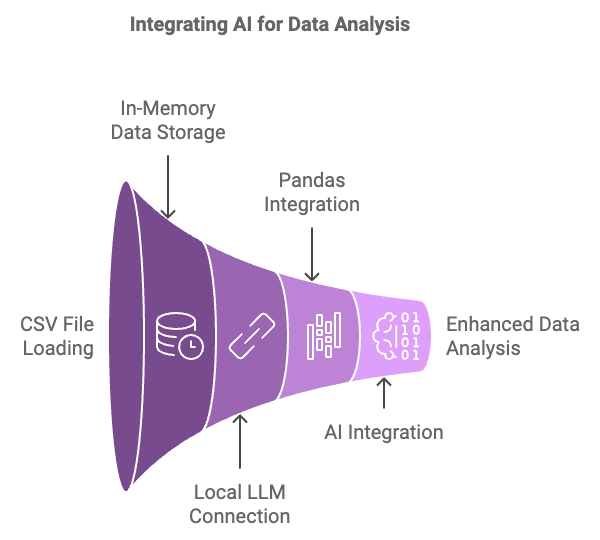 Integrating AI for Data Analysis
In-Memory
Data Storage
Pandas
Integration
CSV File
Loading
01
10
01
01
Enhanced Data
Analysis
AI Integration
Local LLM
Connection